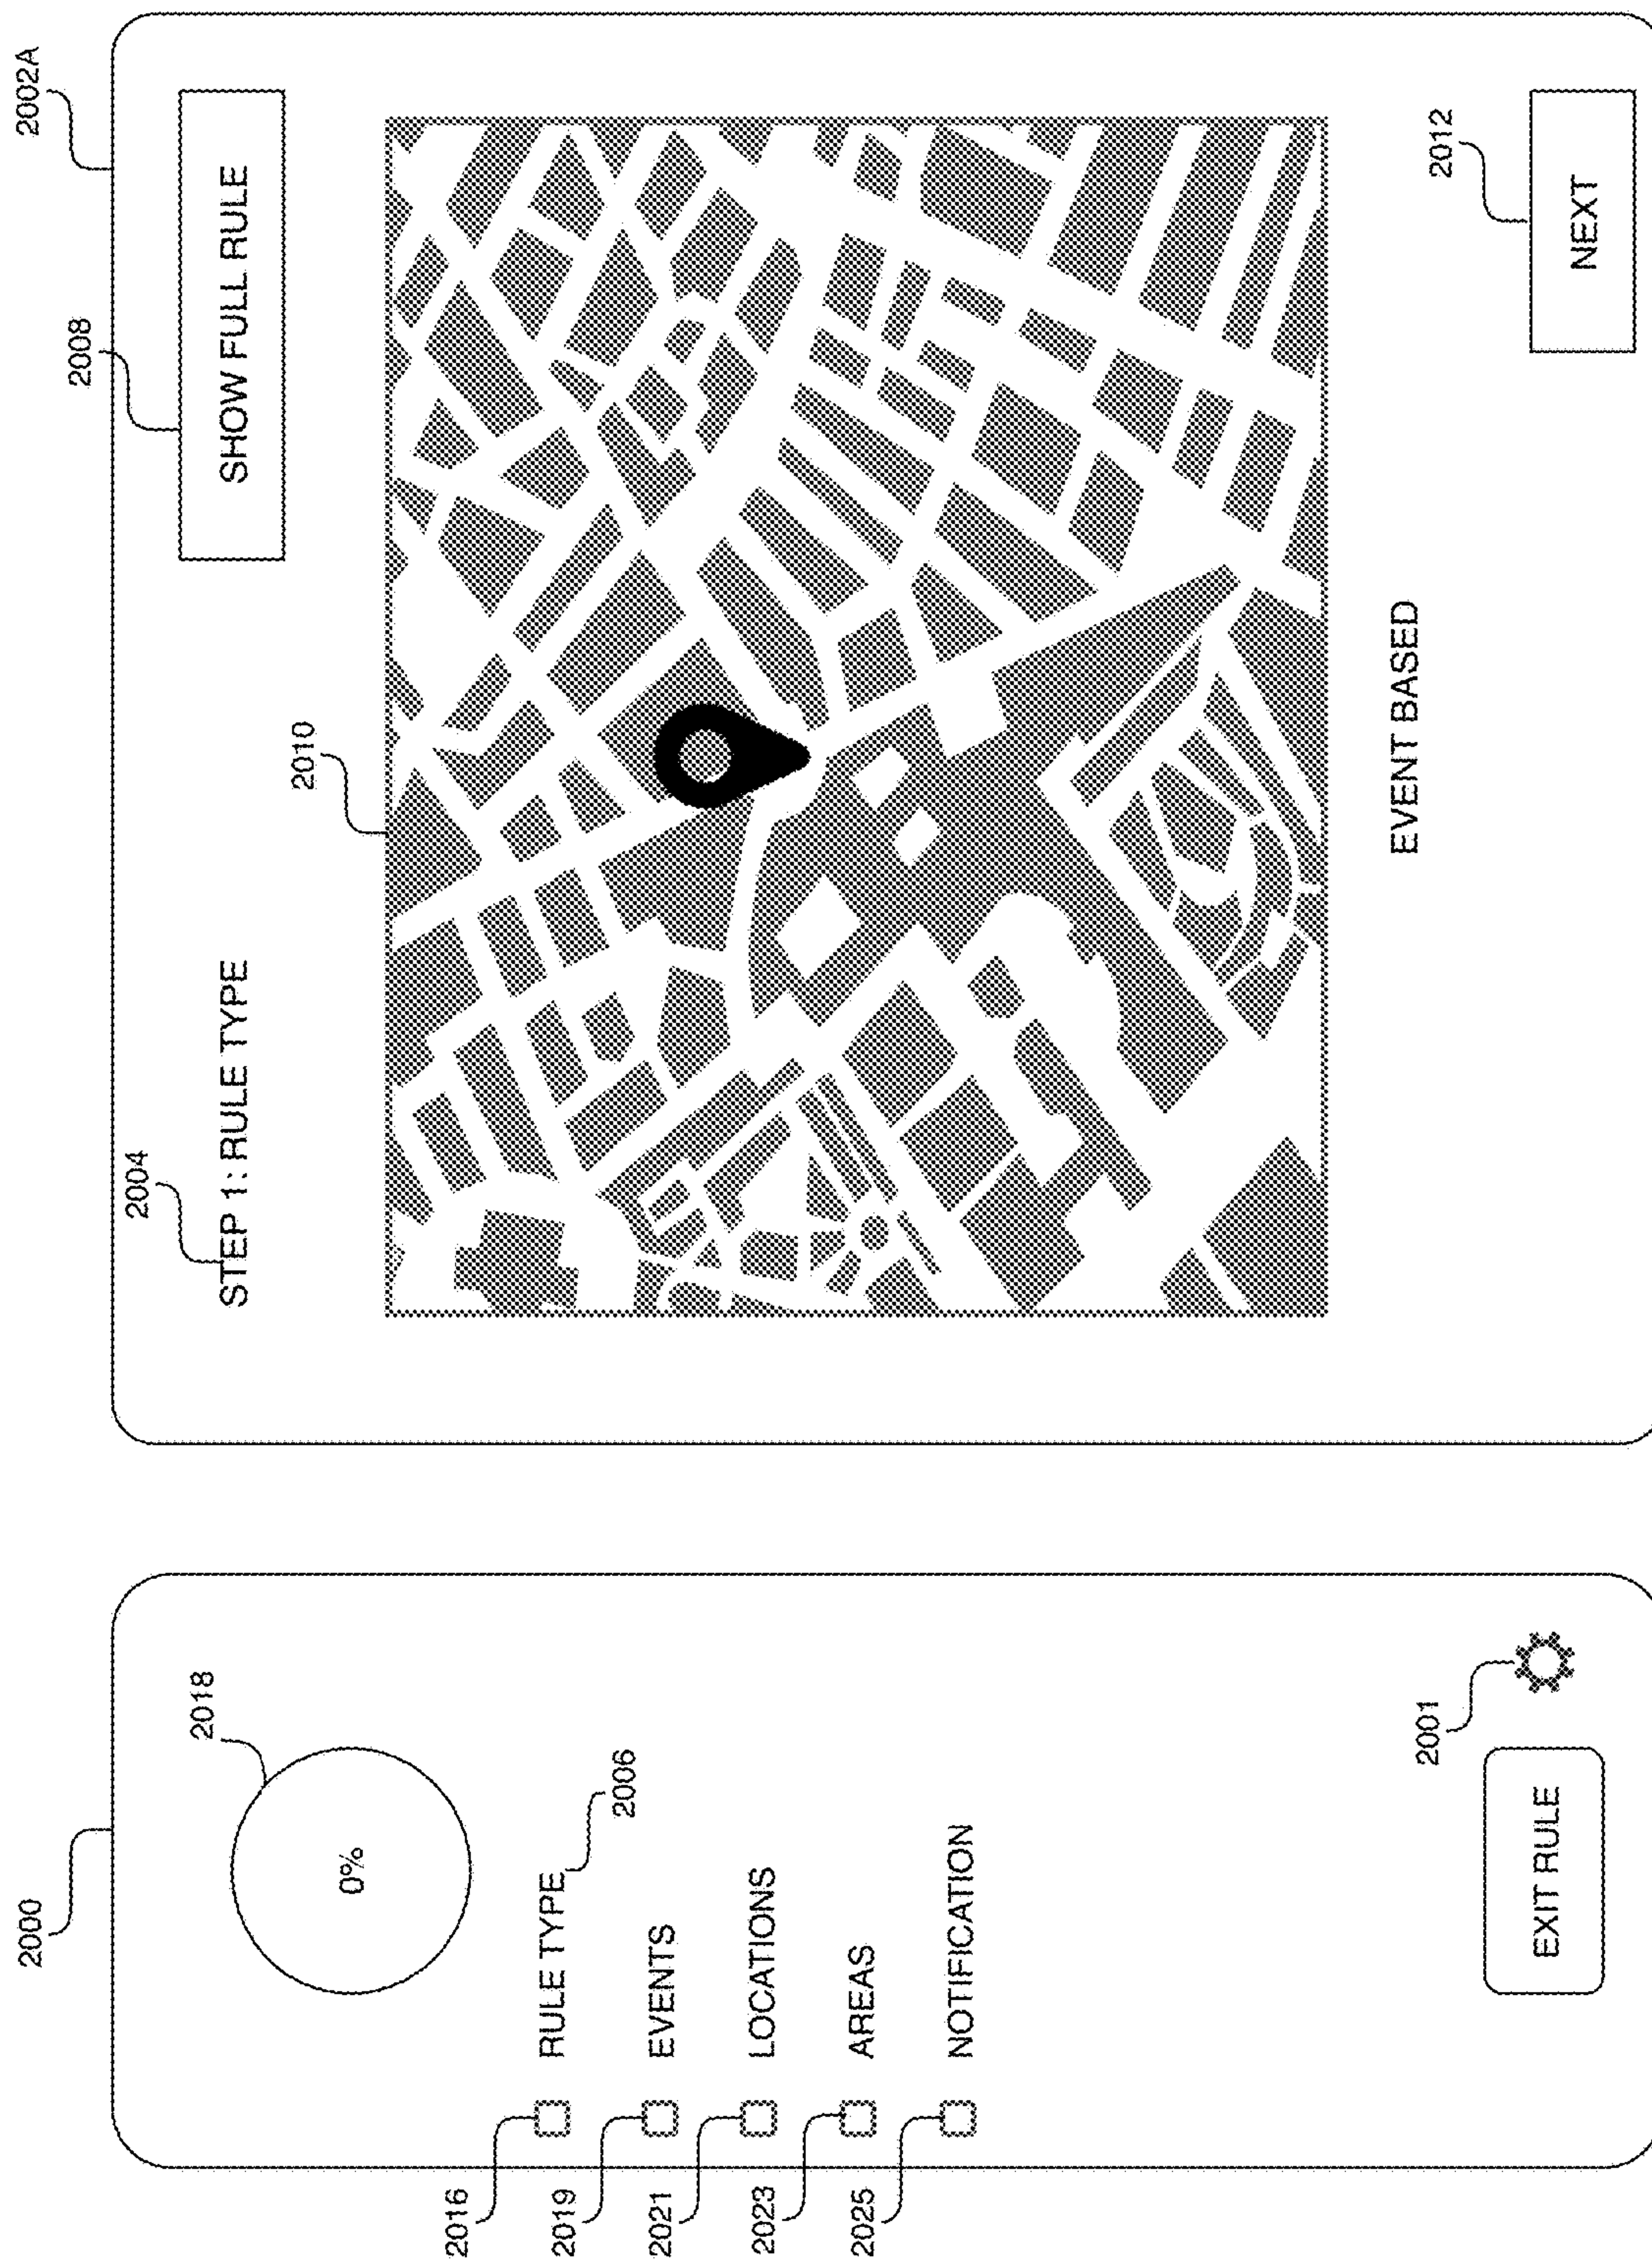 2000
2018
0%
2016
RULE TYPE
2006
2019
EVENTS
2021
LOCATIONS
2023
AREAS
2025
NOTIFICATION
2001
EXIT RULE
2002A
2008
2004
STEP 1: RULE TYPE
SHOW FULL RULE
2010
EVENT BASED
2012
NEXT